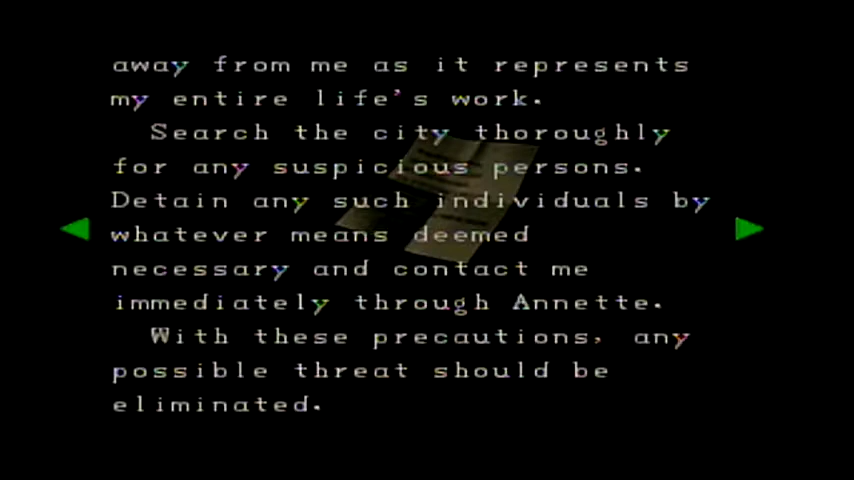 away from me as it represents
my entire life's work.
Search the city thoroughly
for any suspicious persons.
Detain any such individuals by
whatever means deemed
necessary and contact me
immediately through Annette.
With these precautions, any
possible threat should be
eliminated.